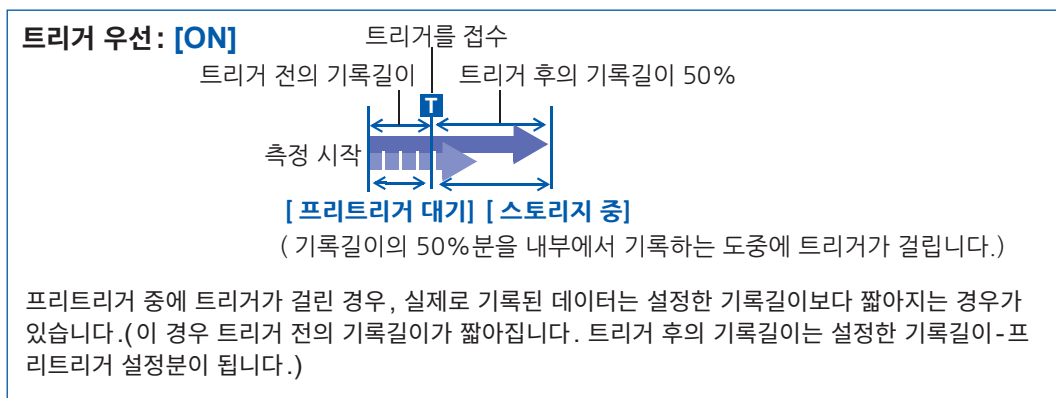 트리거 우선: [ON]
트리거를 접수
트리거 전의 기록길이
트리거 후의 기록길이 50%
T
측정 시작
[ 프리트리거 대기] [ 스토리지 중]
( 기록길이의 50%분을 내부에서 기록하는 도중에 트리거가 걸립니다.)
프리트리거 중에 트리거가 걸린 경우, 실제로 기록된 데이터는 설정한 기록길이보다 짧아지는 경우가
있습니다.(이 경우 트리거 전의 기록길이가 짧아집니다. 트리거 후의 기록길이는 설정한 기록길이-프
리트리거 설정분이 됩니다.)